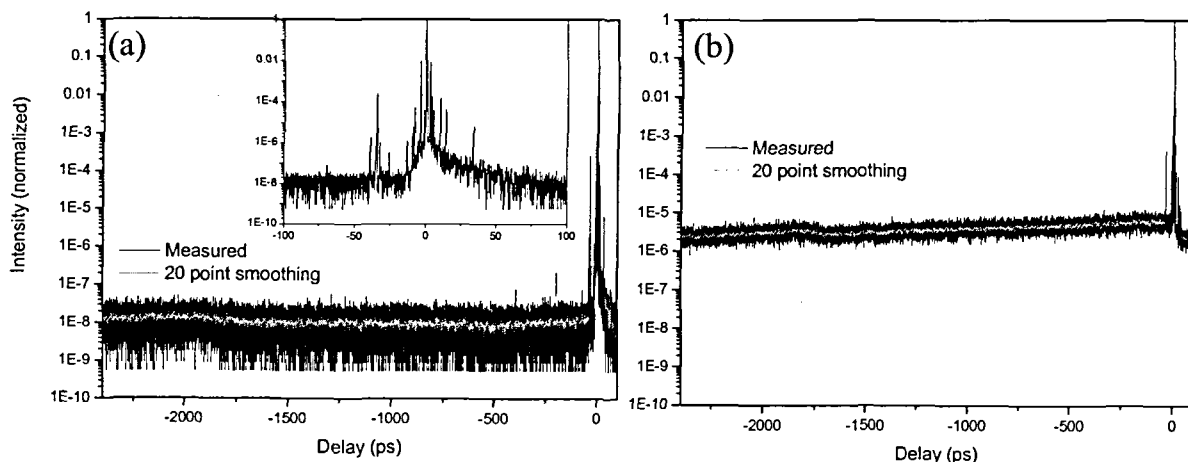 (a)
Intensity (normalized)
1
0.1
0.01
1E-3
1E-4
1E-5
1E-6
1E-7
1E-8
1E-9
1E-10
0.01
1E-4
1E-6
1E-8
1E-10
-100
-50
0
50
100
Measured
20 point smoothing
-2000
-1500
-1000
-500
0
Delay (ps)
(b)
1
0.1
0.01
1E-3
1E-4
1E-5
1E-6
1E-7
1E-8
1E-9
1E-10
Measured
20 point smoothing
-2000
-1500
-1000
-500
0
Delay (ps)